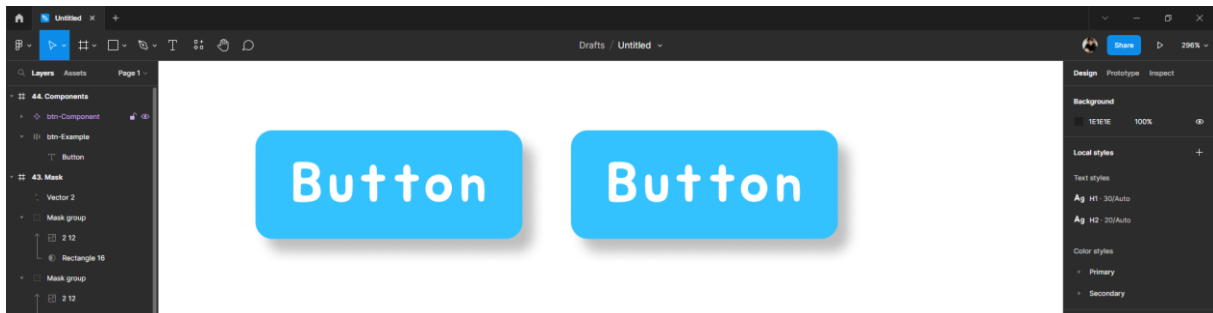 Untitled
Drafts / Untitled
Share
296%
Layers Assets Page 1
44. Components
btn-Component
btn-Example
Button
43. Mask
Vector 2
Mask group
2 12
Rectangle 16
Mask group
2 12
Button Button
Design Prototype Inspect
Background
1E1E1E 100%
Local styles
Text styles
Ag H1 · 30/Auto
Ag H2 · 20/Auto
Color styles
Primary
Secondary